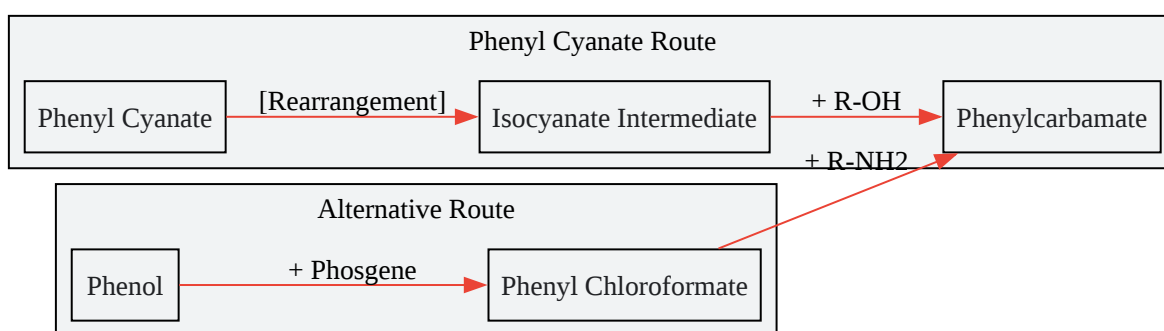 Phenyl Cyanate Route
Phenyl Cyanate
[Rearrangement]
Isocyanate Intermediate
+ R-OH
Phenylcarbamate
+ R-NH2
Alternative Route
Phenol
+ Phosgene
Phenyl Chloroformate